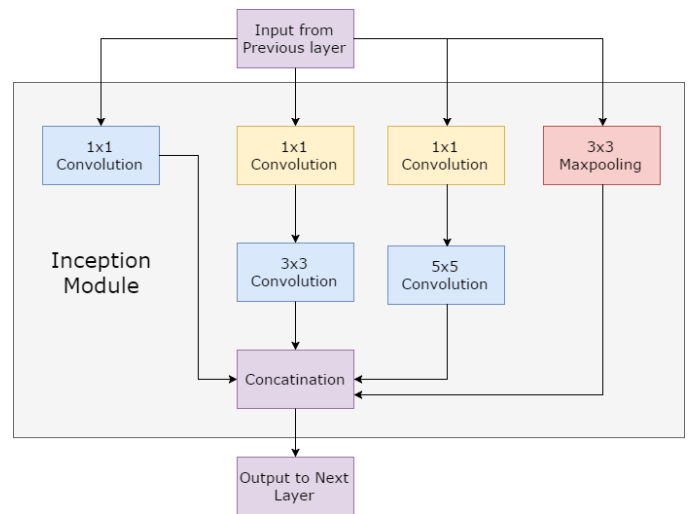 Input from
Previous layer
1x1
Convolution
1x1
Convolution
1x1
Convolution
3x3
Maxpooling
Inception
Module
3x3
Convolution
5x5
Convolution
Concatination
Output to Next
Layer